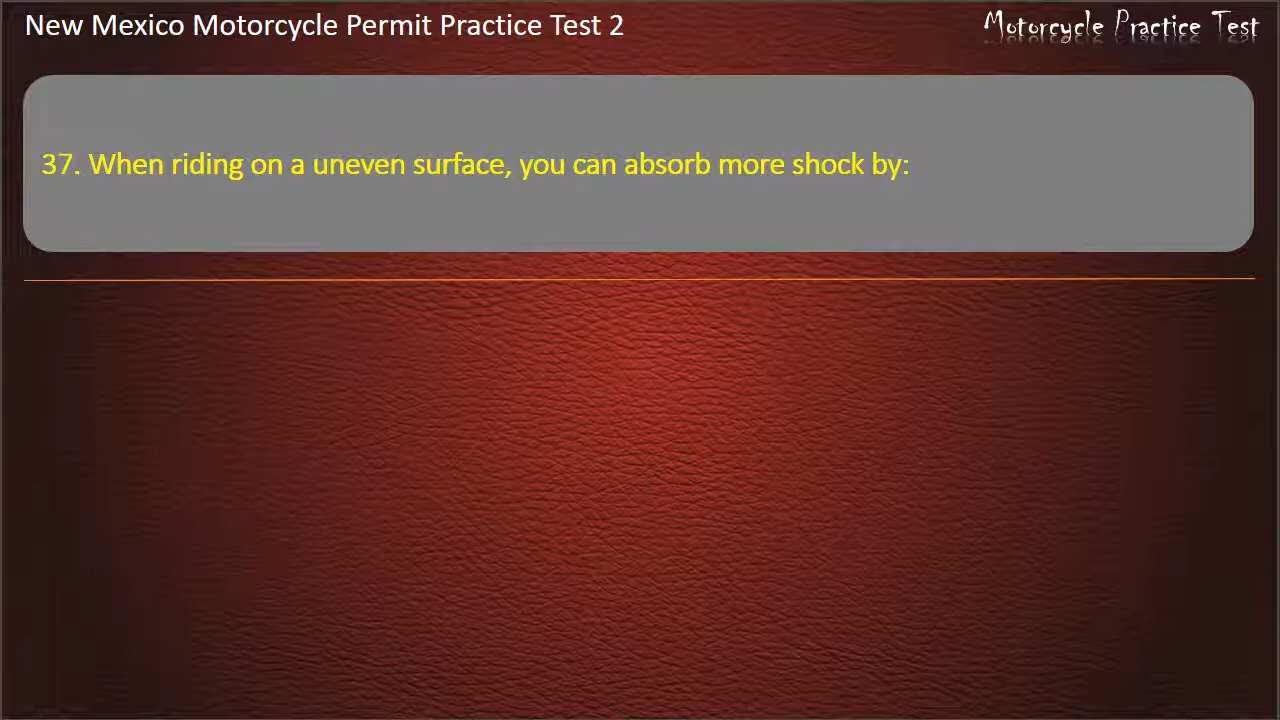 New Mexico Motorcycle Permit Practice Test 2
Motorcycle Practice Test
37. When riding on a uneven surface, you can absorb more shock by: